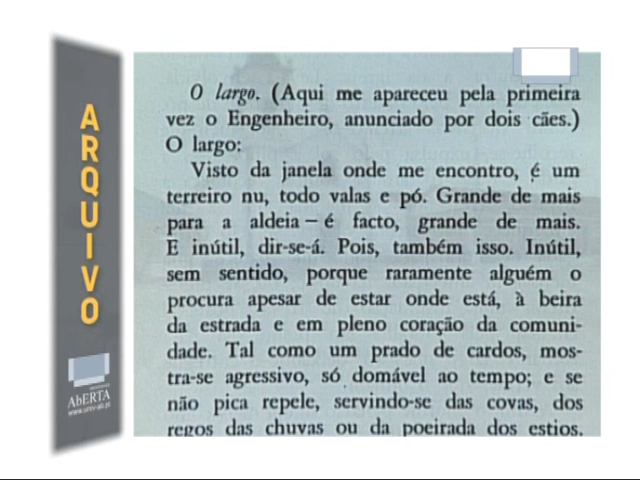 ARQUIVO
AbERTA
www.univ-ab.pt
O largo. (Aqui me apareceu pela primeira
vez o Engenheiro, anunciado por dois cães.)
O largo:
Visto da janela onde me encontro, é um
terreiro nu, todo valas e pó. Grande de mais
para a aldeia – é facto, grande de mais.
E inútil, dir-se-á. Pois, também isso. Inútil,
sem sentido, porque raramente alguém o
procura apesar de estar onde está, à beira
da estrada e em pleno coração da comuni-
dade. Tal como um prado de cardos, mos-
tra-se agressivo, só domável ao tempo; e se
não pica repele, servindo-se das covas, dos
regos das chuvas ou da poeirada dos estios.